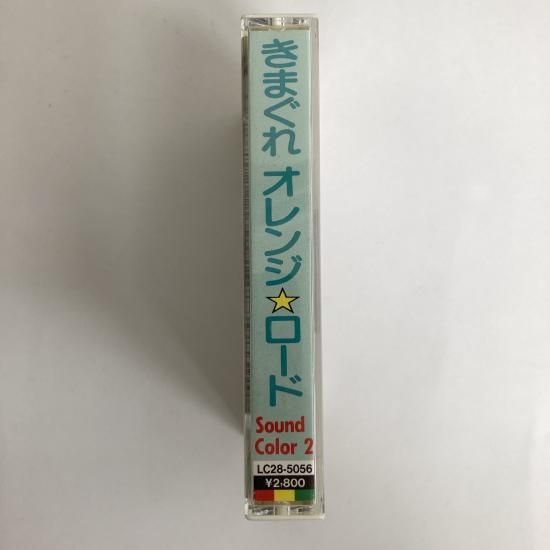 きまぐれ オレンジ☆ロード
Sound
Color 2
LC28-5056
¥2,800